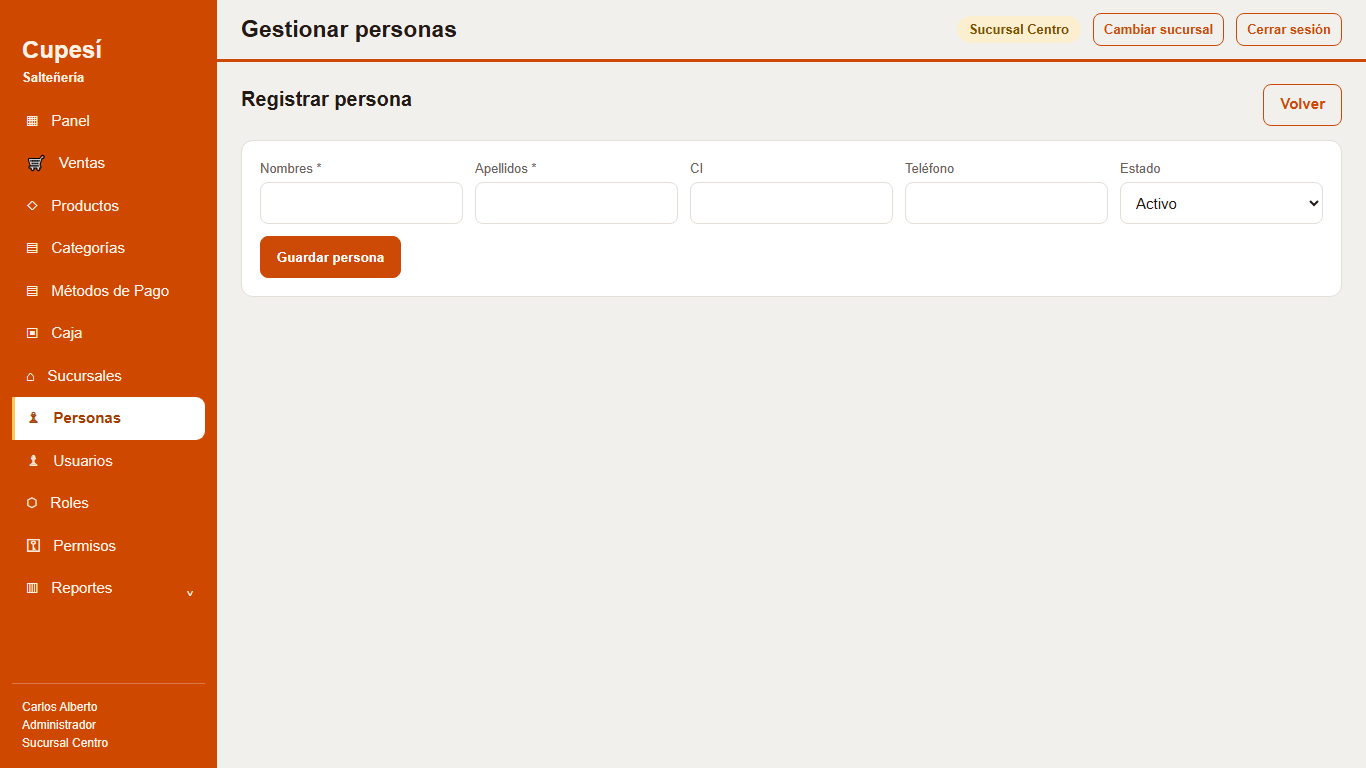 Cupesí
Salteñería
Panel
Ventas
Productos
Categorías
Métodos de Pago
Caja
Sucursales
Personas
Usuarios
Roles
Permisos
Reportes
Carlos Alberto
Administrador
Sucursal Centro
Gestionar personas
Sucursal Centro
Cambiar sucursal
Cerrar sesión
Registrar persona
Volver
Nombres *
Apellidos *
CI
Teléfono
Estado
Activo
Guardar persona